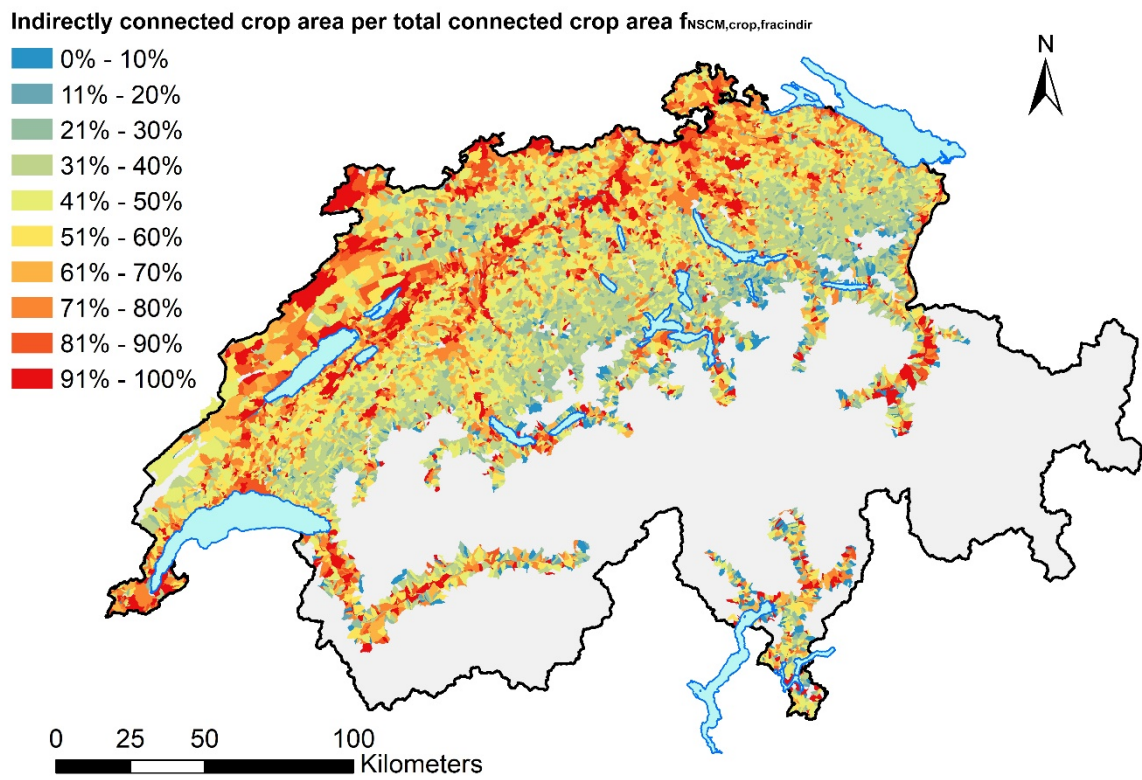 Indirectly connected crop area per total connected crop area fNSCM,crop,fracindir
0% - 10%
11% - 20%
21% - 30%
31% - 40%
41% - 50%
51% - 60%
61% - 70%
71% - 80%
81% - 90%
91% - 100%
N
0 25 50 100
Kilometers